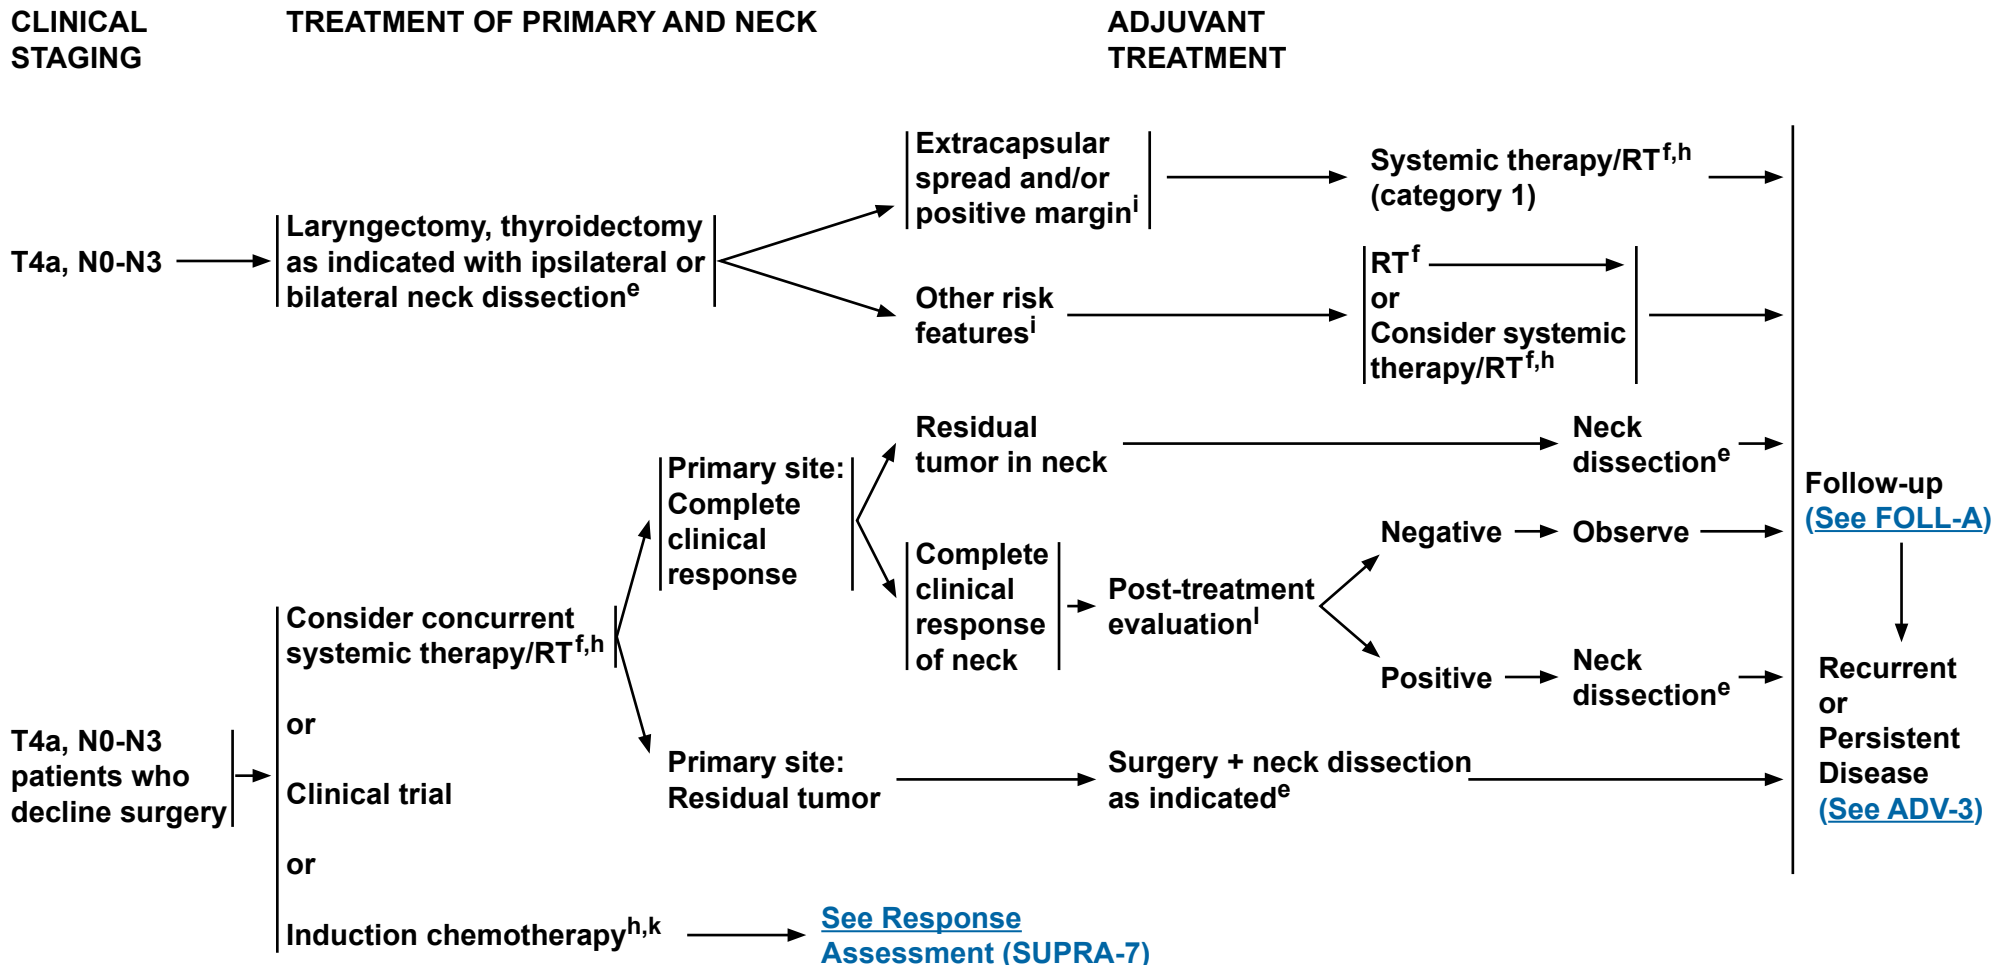 CLINICAL
STAGING
TREATMENT OF PRIMARY AND NECK
ADJUVANT
TREATMENT
T4a, N0-N3
Laryngectomy, thyroidectomy
as indicated with ipsilateral or
bilateral neck dissectione
Extracapsular
spread and/or
positive margini
Systemic therapy/RTf,h
(category 1)
Other risk
featuresi
RTf
or
Consider systemic
therapy/RTf,h
T4a, N0-N3
patients who
decline surgery
Consider concurrent
systemic therapy/RTf,h
or
Clinical trial
or
Induction chemotherapyh,k
See Response
Assessment (SUPRA-7)
Primary site:
Complete
clinical
response
Residual
tumor in neck
Neck
dissectione
Complete
clinical
response
of neck
Post-treatment
evaluationl
Negative
Observe
Positive
Neck
dissectione
Primary site:
Residual tumor
Surgery + neck dissection
as indicatede
Follow-up
(See FOLL-A)
Recurrent
or
Persistent
Disease
(See ADV-3)